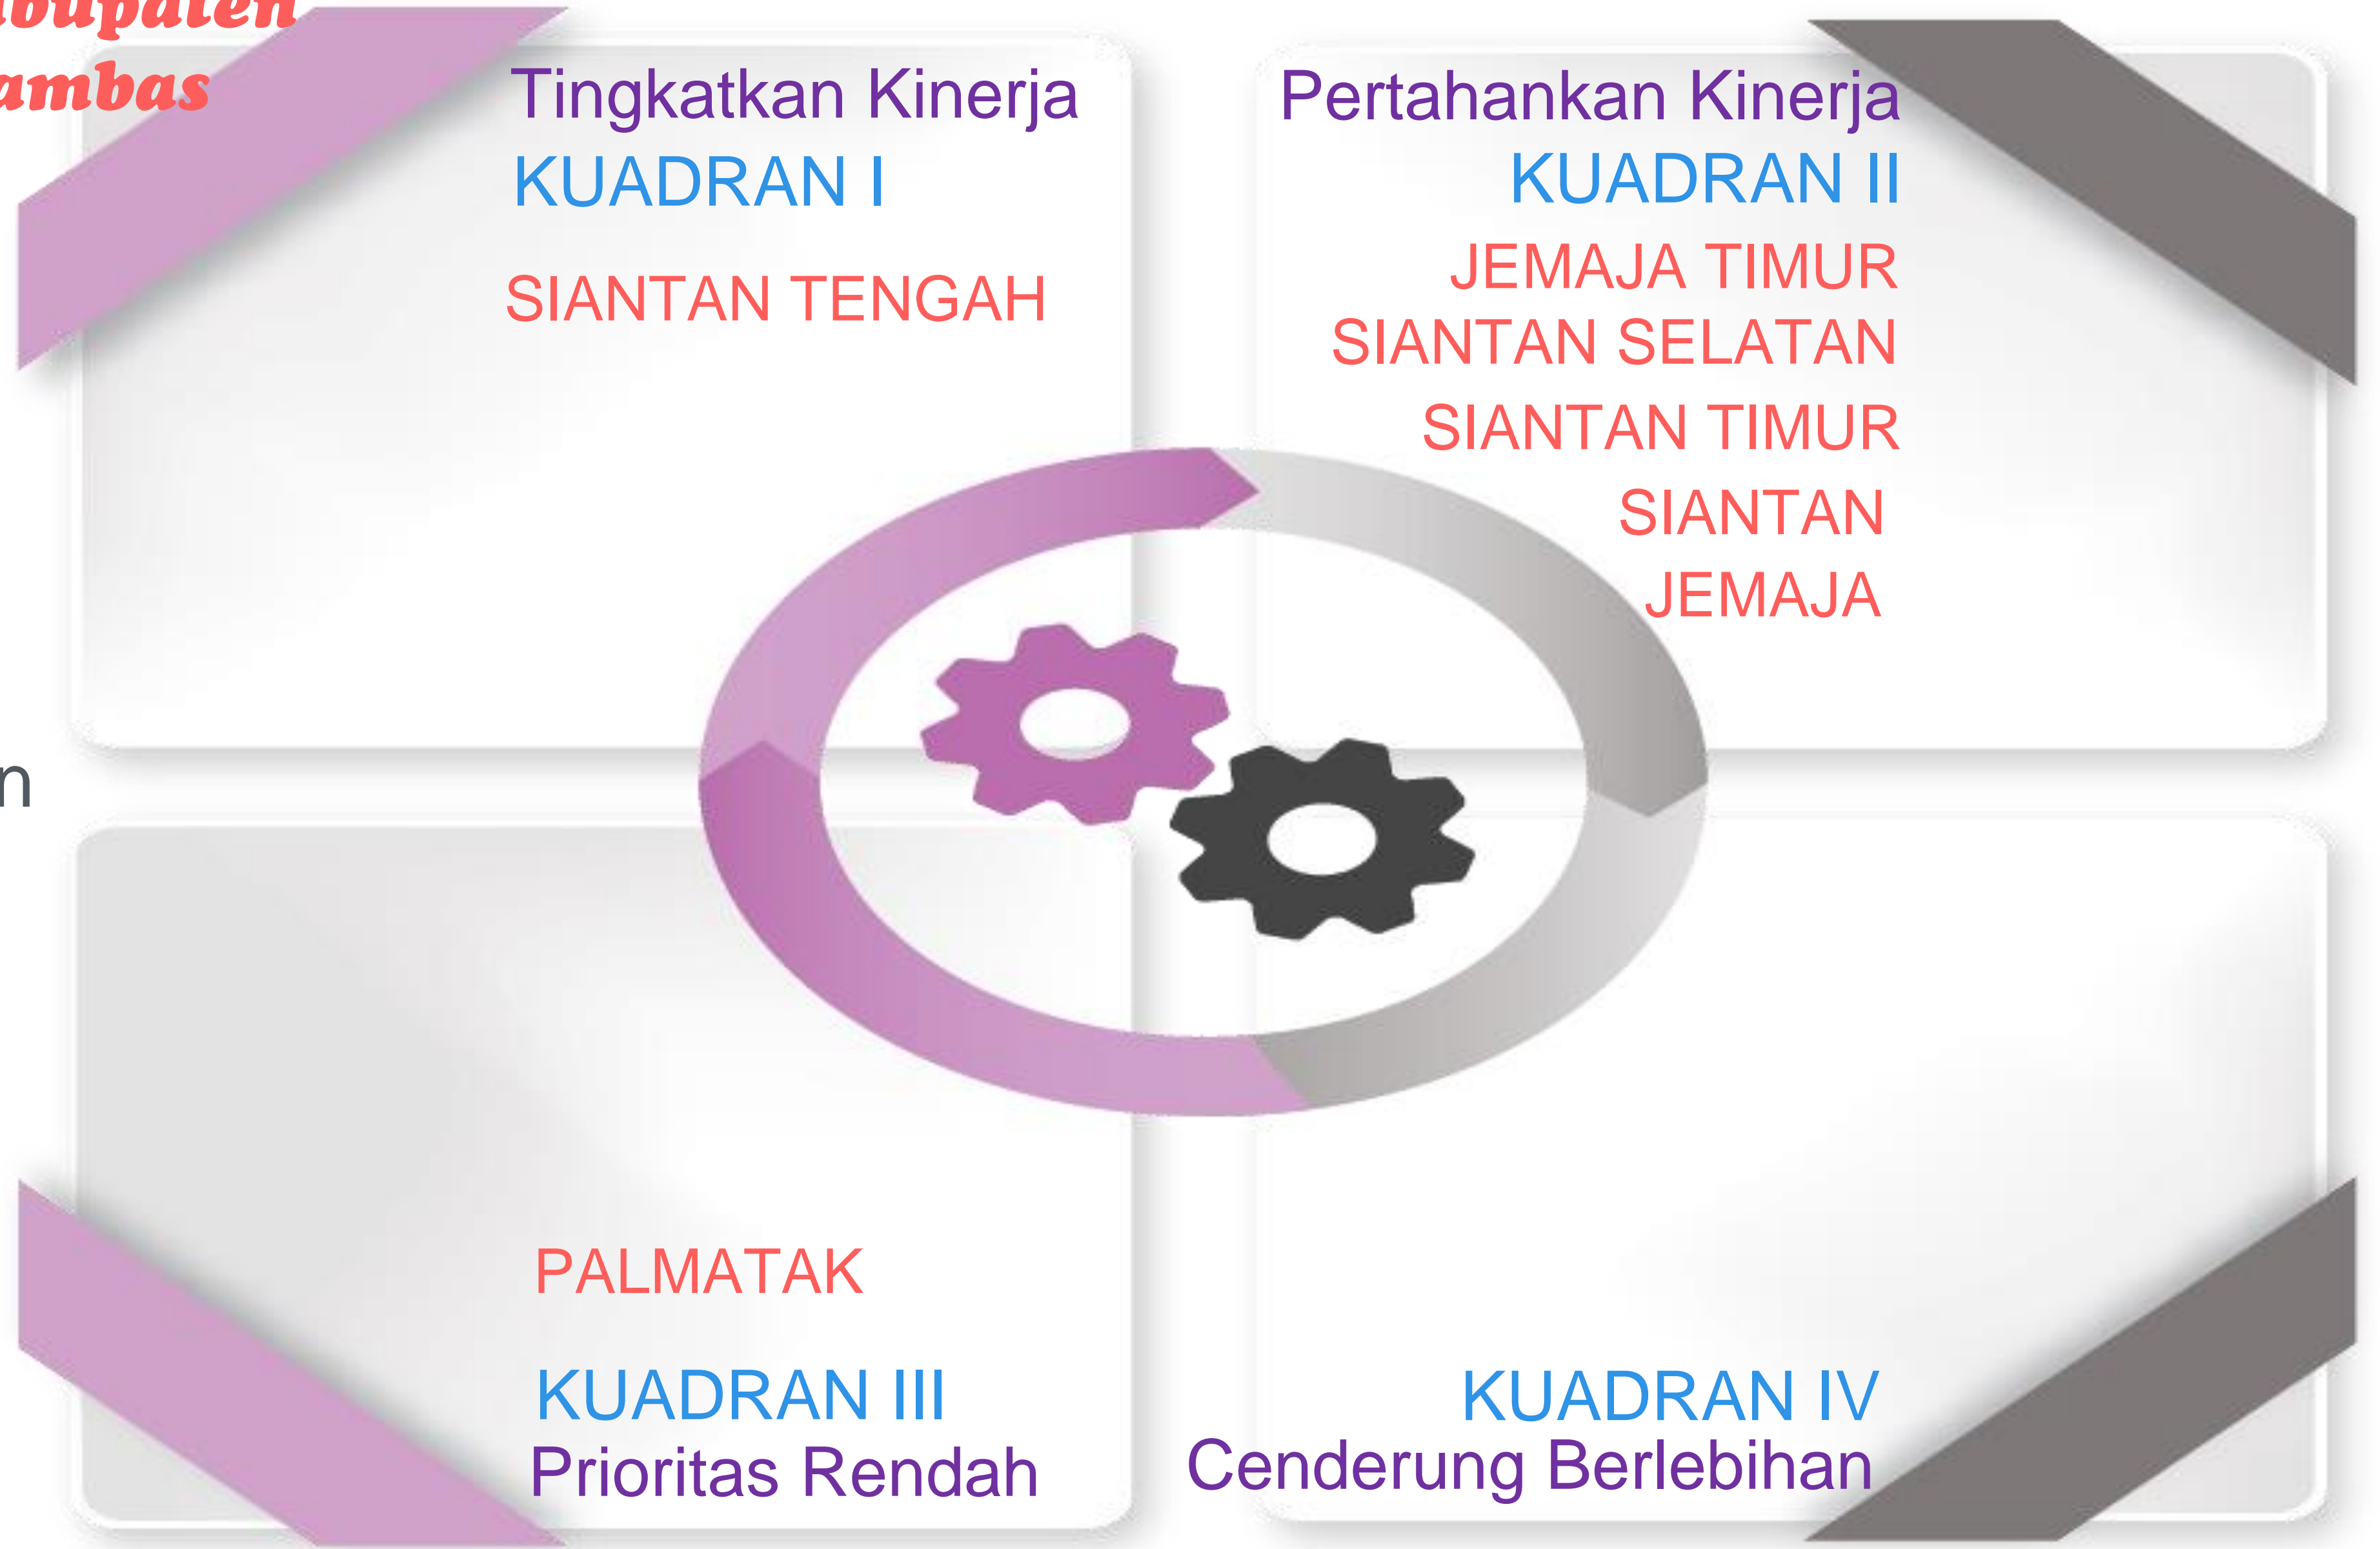 Tingkatkan Kinerja
KUADRAN I
SIANTAN TENGAH
Pertahankan Kinerja
KUADRAN II
JEMAJA TIMUR
SIANTAN SELATAN
SIANTAN TIMUR
SIANTAN
JEMAJA
PALMATAK
KUADRAN III
Prioritas Rendah
KUADRAN IV
Cenderung Berlebihan